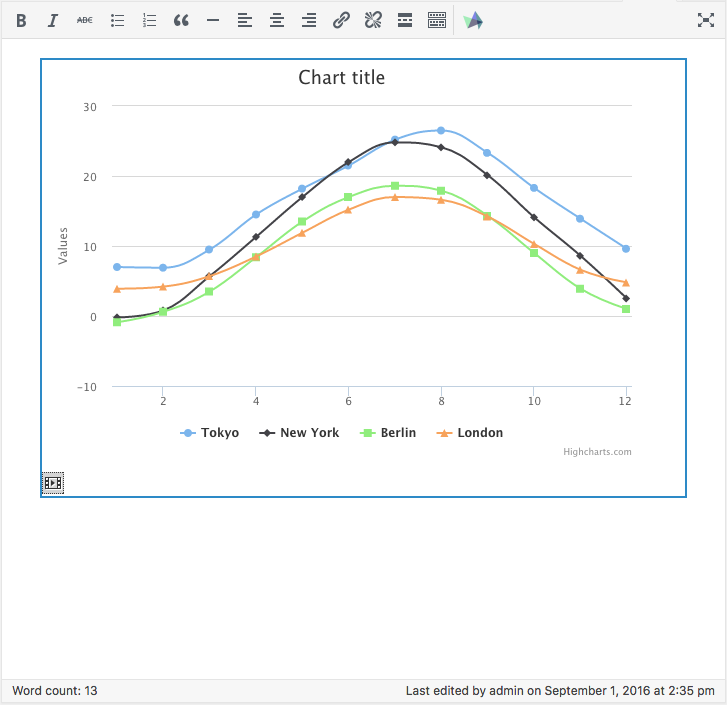 B I ABC
Chart title
30
20
10
0
−10
Values
2 4 6 8 10 12
Tokyo New York Berlin London
Highcharts.com
Word count: 13 Last edited by admin on September 1, 2016 at 2:35 pm